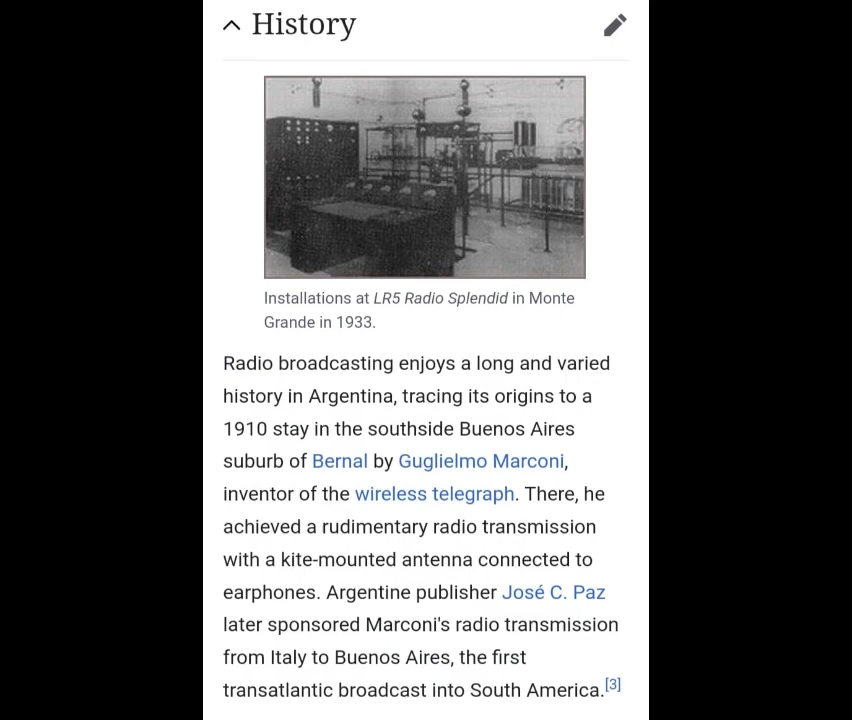 History
Installations at LR5 Radio Splendid in Monte
Grande in 1933.
Radio broadcasting enjoys a long and varied
history in Argentina, tracing its origins to a
1910 stay in the southside Buenos Aires
suburb of Bernal by Guglielmo Marconi,
inventor of the wireless telegraph. There, he
achieved a rudimentary radio transmission
with a kite-mounted antenna connected to
earphones. Argentine publisher José C. Paz
later sponsored Marconi's radio transmission
from Italy to Buenos Aires, the first
transatlantic broadcast into South America.[3]